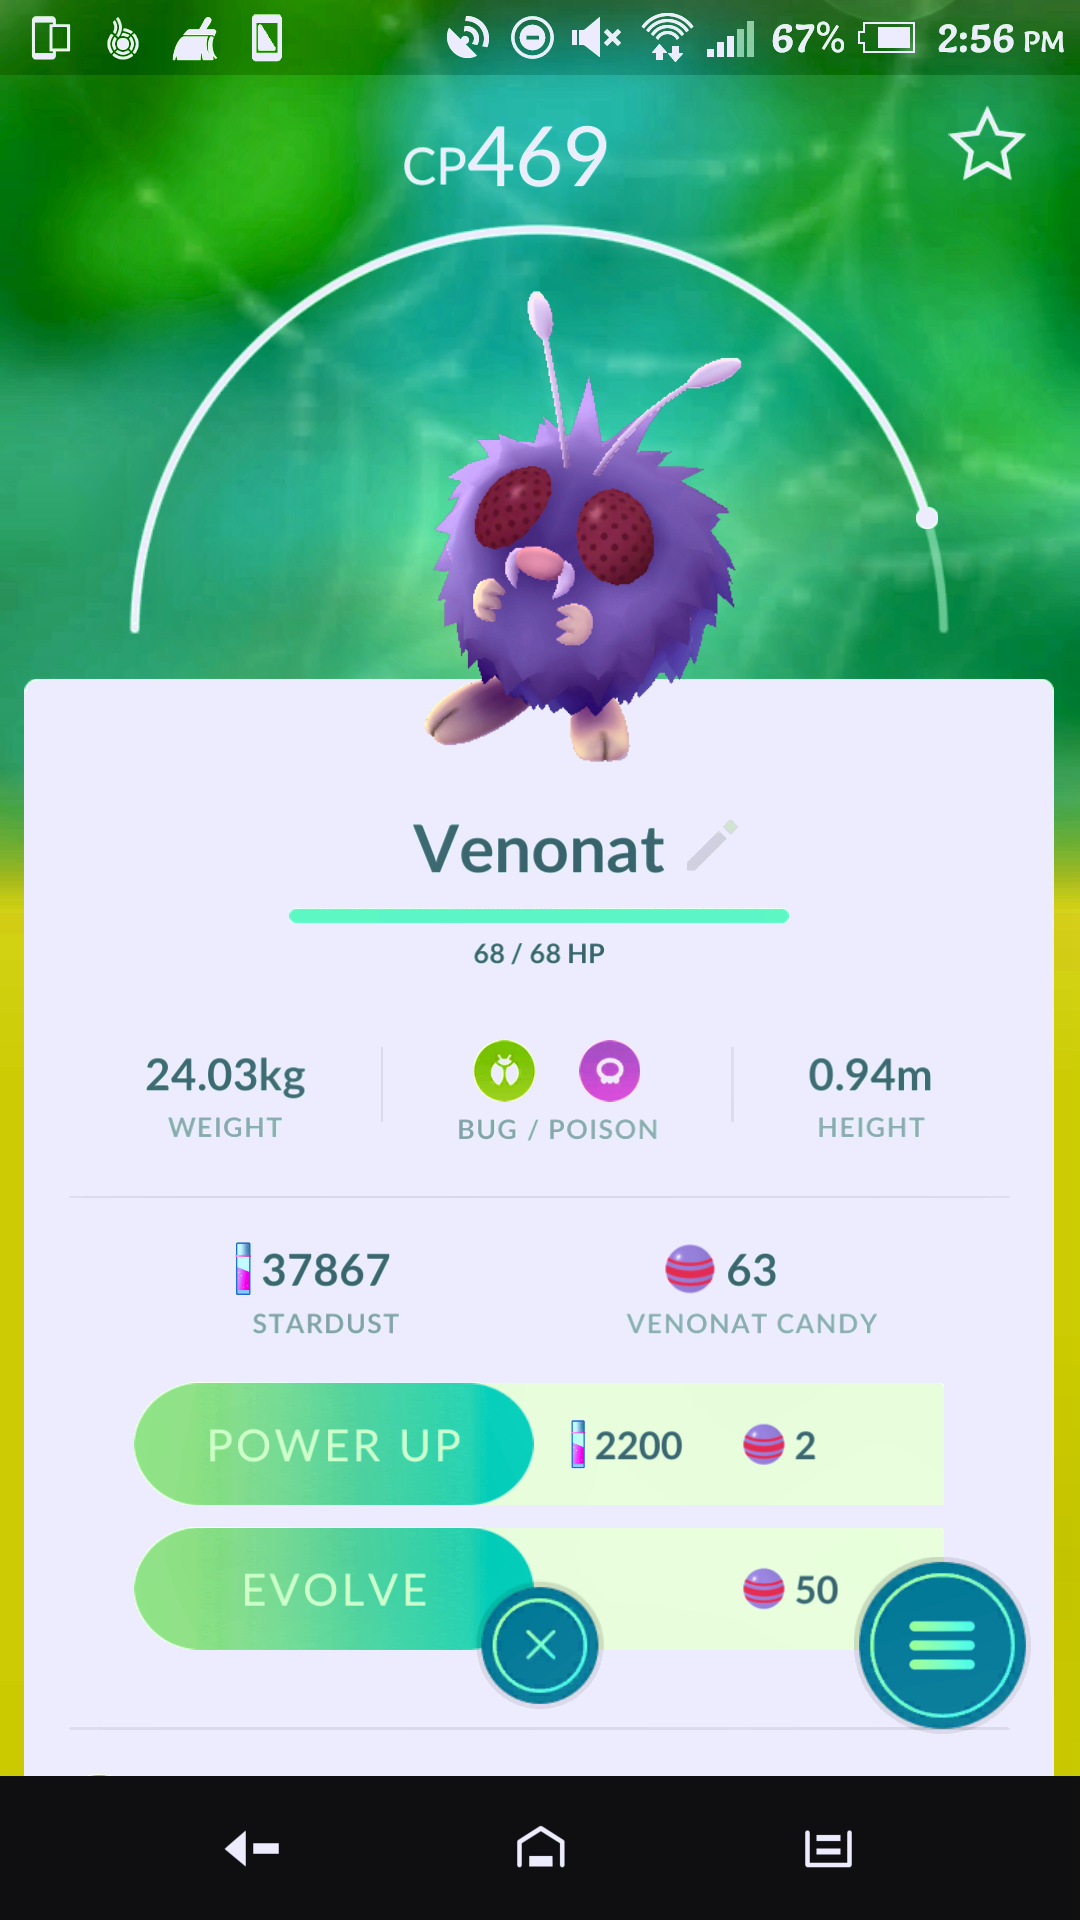 67% 2:56 PM
CP469
Venonat
68 / 68 HP
24.03kg
WEIGHT
BUG / POISON
0.94m
HEIGHT
37867
STARDUST
63
VENONAT CANDY
POWER UP 2200 2
EVOLVE 50